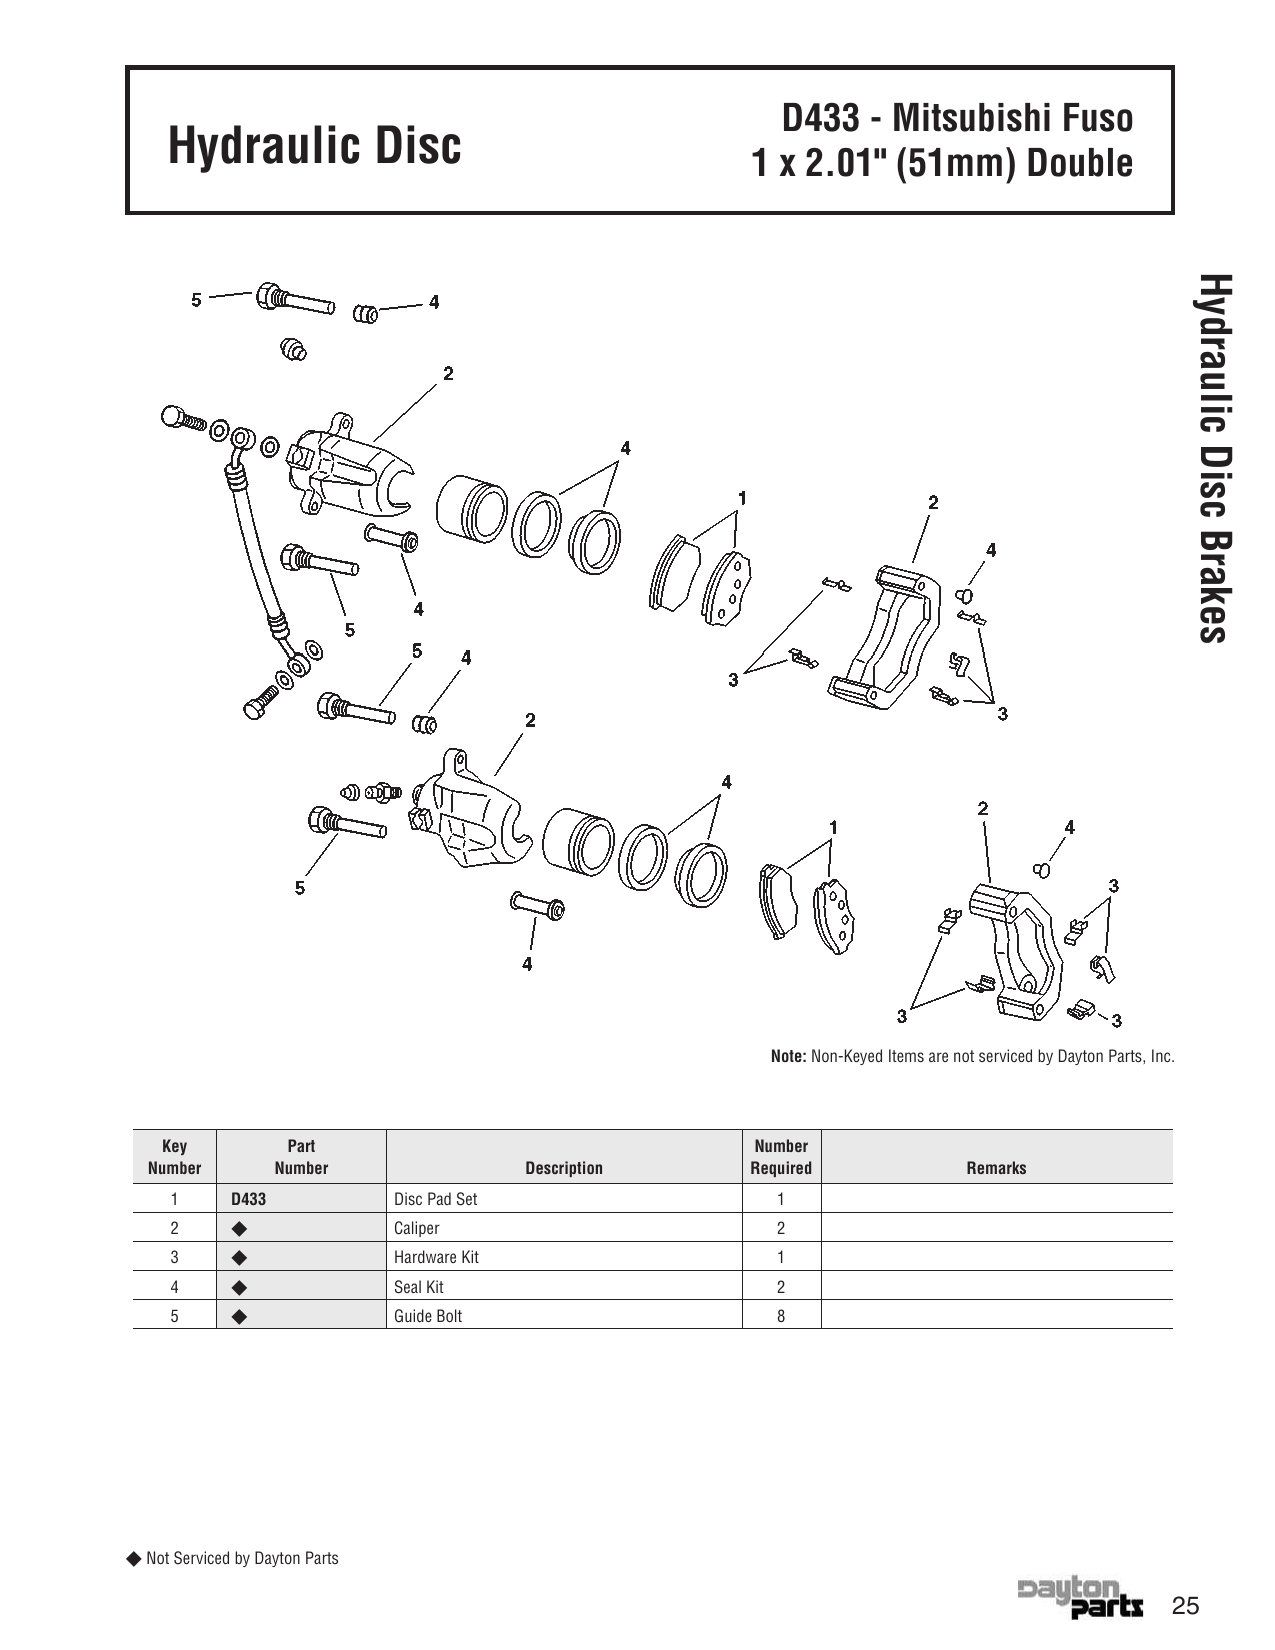 Hydraulic Disc
D433 - Mitsubishi Fuso
1 x 2.01" (51mm) Double
Hydraulic Disc Brakes
5
4
2
4
1
2
4
5
4
3
3
5
4
2
4
1
2
4
3
5
4
3
3
Note: Non-Keyed Items are not serviced by Dayton Parts, Inc.
Key Number Part Number Description Number Required Remarks
1 D433 Disc Pad Set 1
2 ◆ Caliper 2
3 ◆ Hardware Kit 1
4 ◆ Seal Kit 2
5 ◆ Guide Bolt 8
◆ Not Serviced by Dayton Parts
Dayton
parts
25